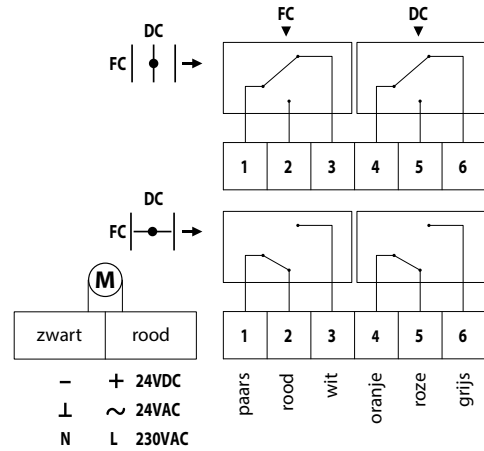 FC DC
DC
FC
1 2 3 4 5 6
DC
FC
M
zwart rood
1 2 3 4 5 6
– + 24VDC
⊥ ~ 24VAC
N L 230VAC
paars
rood
wit
oranje
roze
grijs